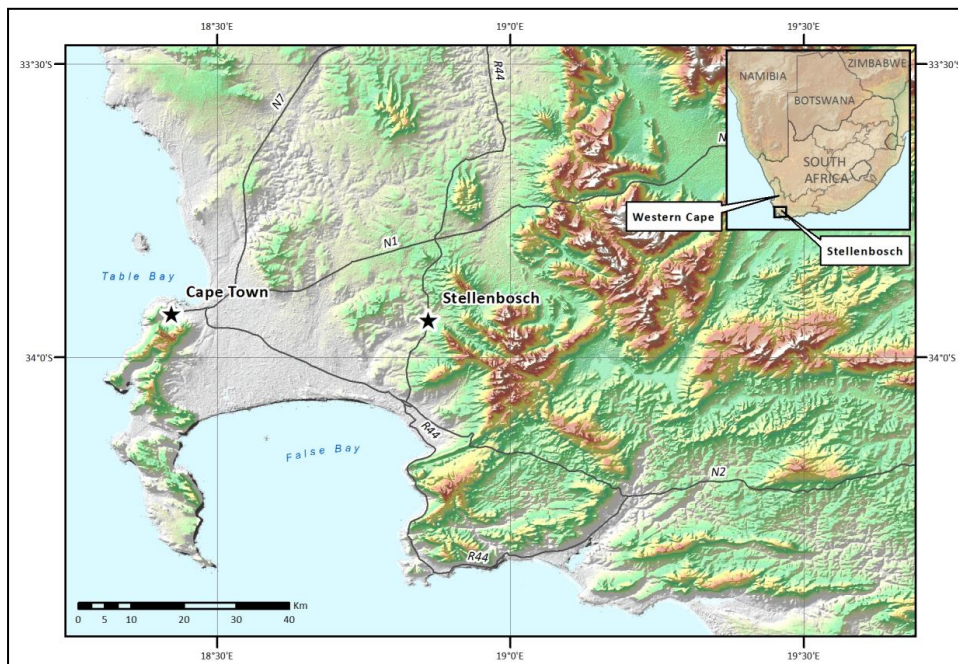 18°30'E
19°0'E
19°30'E
33°30'S
33°30'S
R44
N7
NAMIBIA
ZIMBABWE
BOTSWANA
SOUTH
AFRICA
N
Western Cape
Stellenbosch
N1
Table Bay
Cape Town
Stellenbosch
34°0'S
34°0'S
R44
False Bay
N2
R44
Km
0 5 10 20 30 40
18°30'E
19°0'E
19°30'E